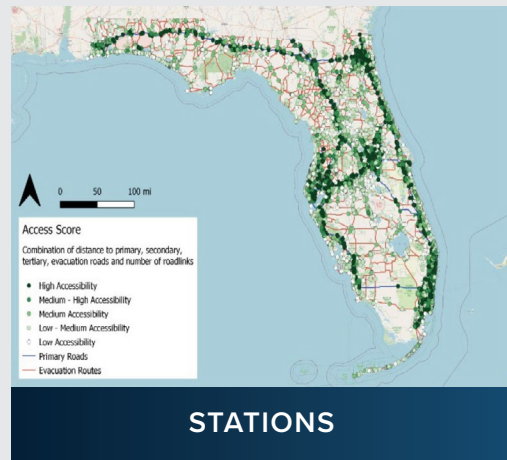 0 50 100 mi
Access Score
Combination of distance to primary, secondary,
tertiary, evacuation roads and number of roadlinks
High Accessibility
Medium - High Accessibility
Medium Accessibility
Low - Medium Accessibility
Low Accessibility
Primary Roads
Evacuation Routes
STATIONS